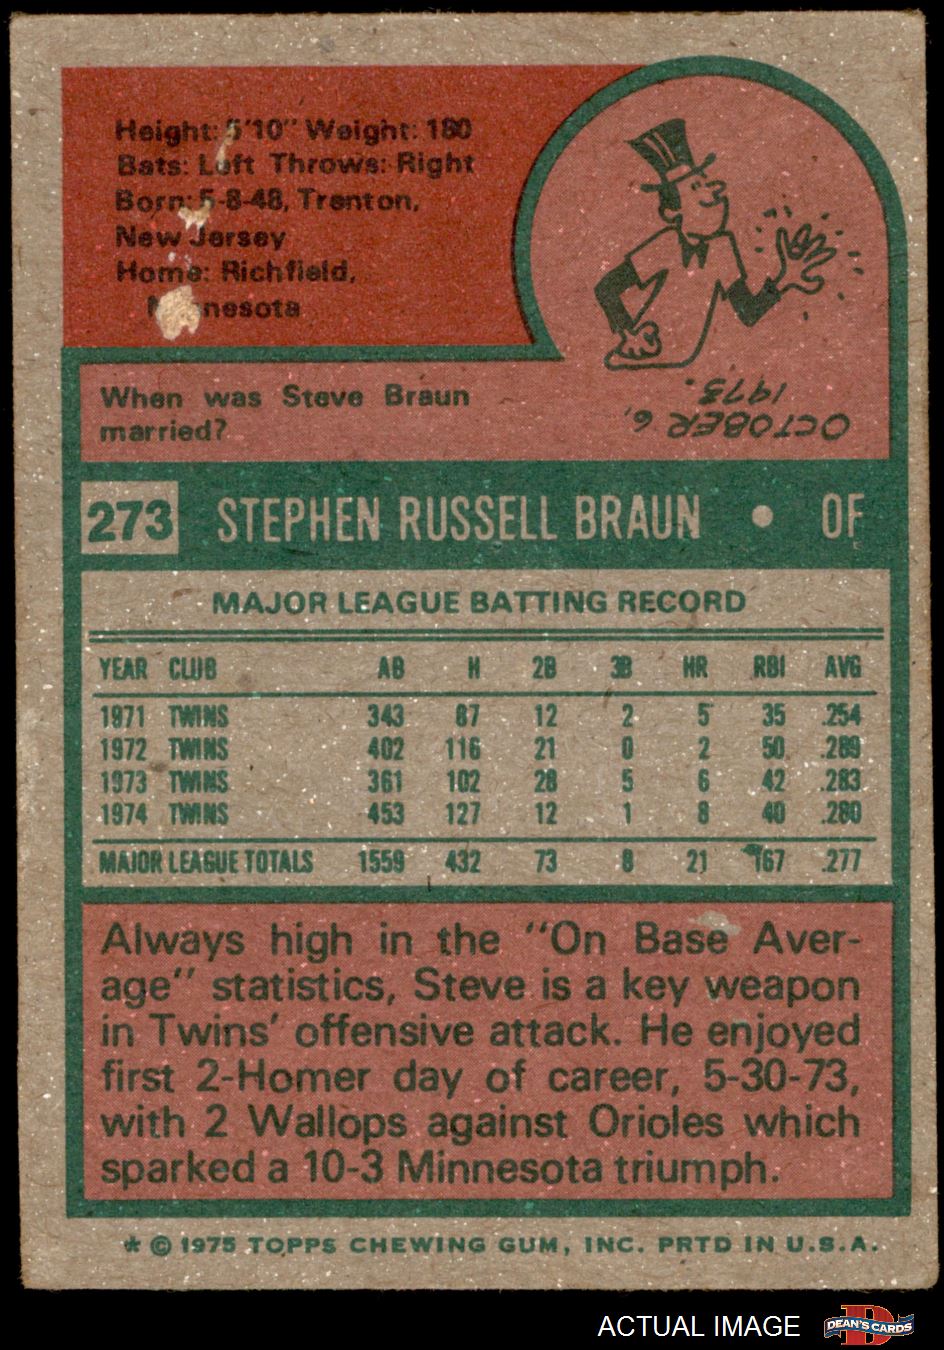 Height: 5'10" Weight: 180
Bats: Left Throws: Right
Born: 5-8-48, Trenton,
New Jersey
Home: Richfield,
Minnesota
When was Steve Braun
married?
OCTOBER 6,
1973.
273 STEPHEN RUSSELL BRAUN • OF
MAJOR LEAGUE BATTING RECORD
YEAR CLUB AB H 2B 3B HR RBI AVG
1971 TWINS 343 87 12 2 5 35 .254
1972 TWINS 402 116 21 0 2 50 .289
1973 TWINS 361 102 28 5 6 42 .283
1974 TWINS 453 127 12 1 8 40 .280
MAJOR LEAGUE TOTALS 1559 432 73 8 21 167 .277
Always high in the "On Base Aver-
age" statistics, Steve is a key weapon
in Twins' offensive attack. He enjoyed
first 2-Homer day of career, 5-30-73,
with 2 Wallops against Orioles which
sparked a 10-3 Minnesota triumph.
* © 1975 TOPPS CHEWING GUM, INC. PRTD IN U.S.A.
ACTUAL IMAGE
DEAN'S CARDS